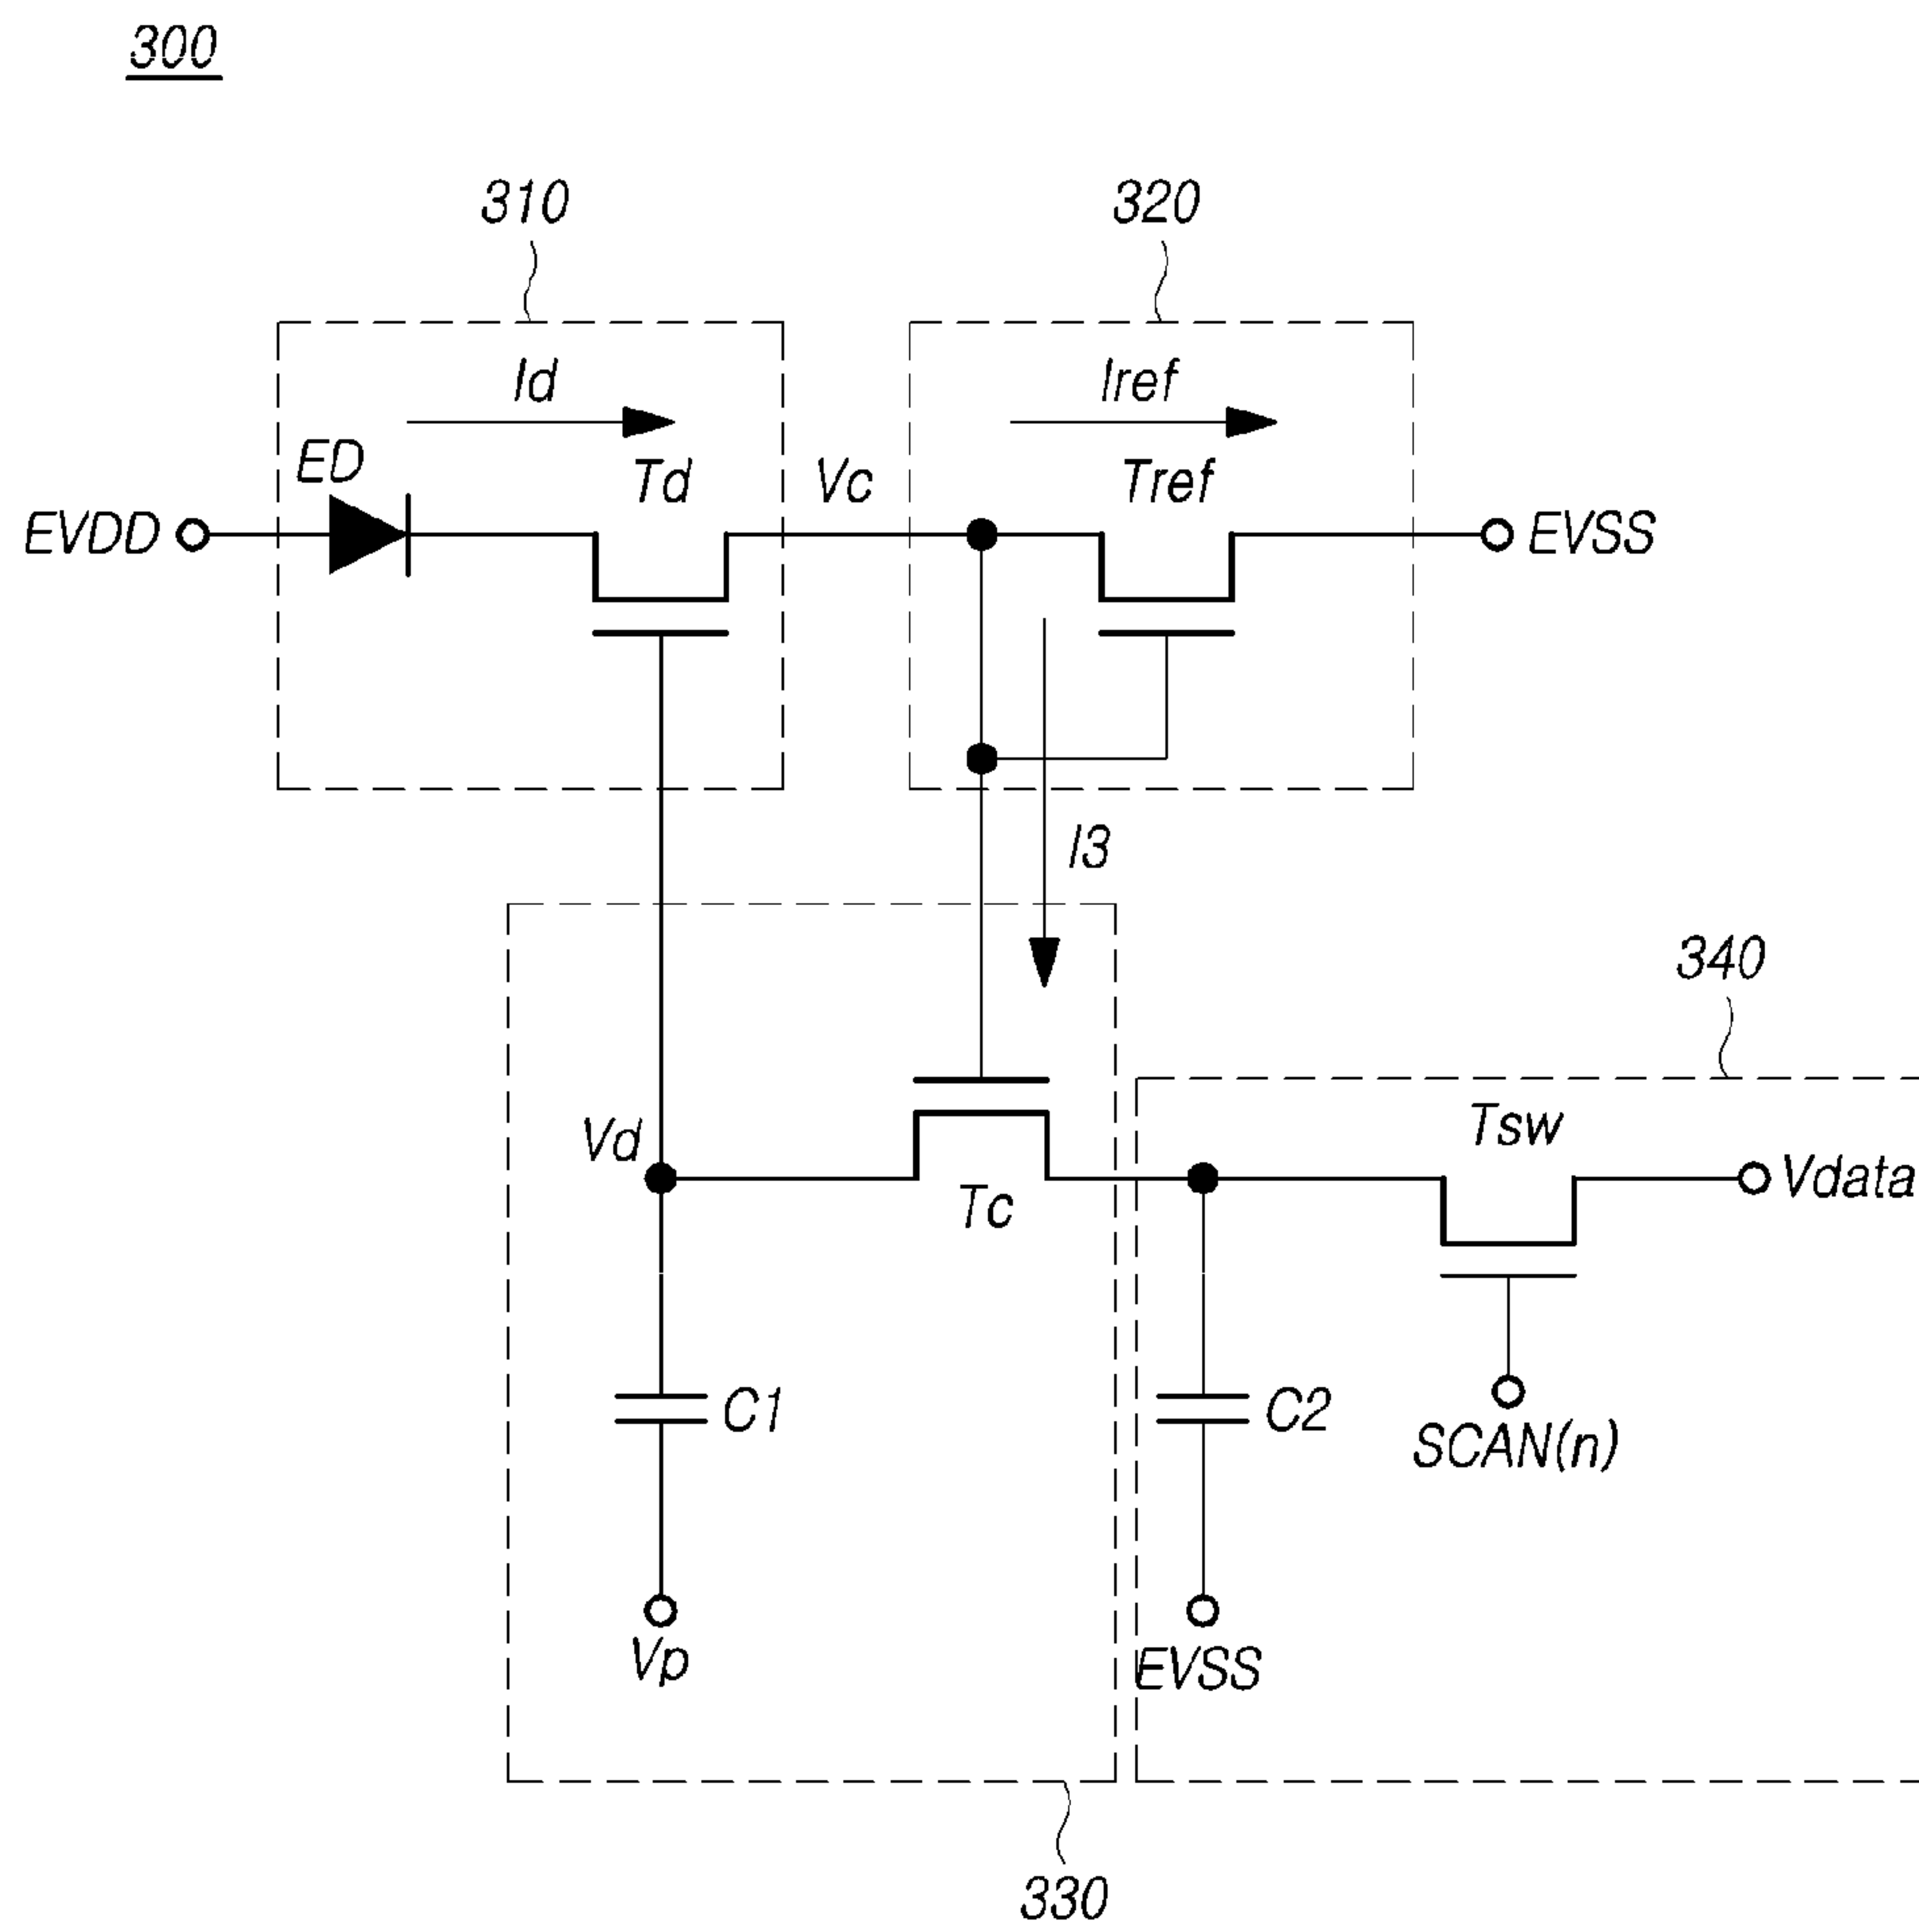 300
310
320
Id
Iref
ED
Td
Vc
Tref
EVDD
EVSS
I3
340
Vd
Tsw
Tc
Vdata
C1
C2
SCAN(n)
Vp
EVSS
330